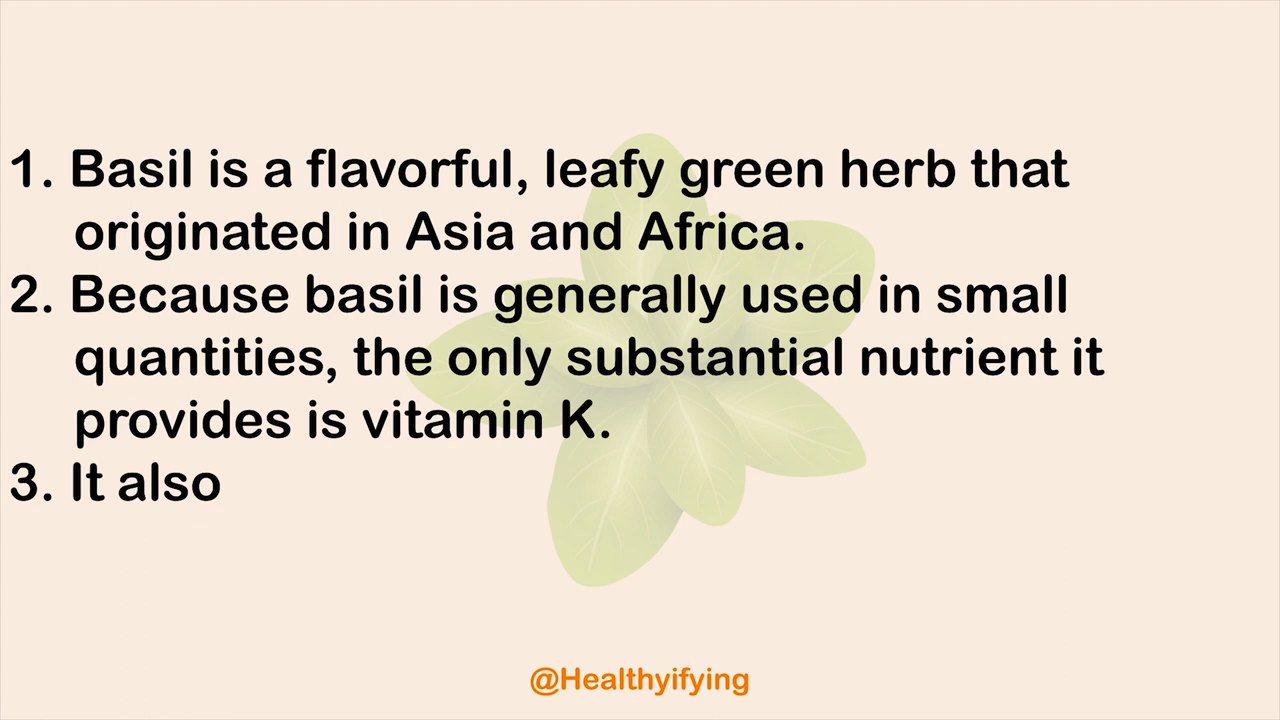 1. Basil is a flavorful, leafy green herb that
originated in Asia and Africa.
2. Because basil is generally used in small
quantities, the only substantial nutrient it
provides is vitamin K.
3. It also
@Healthyifying